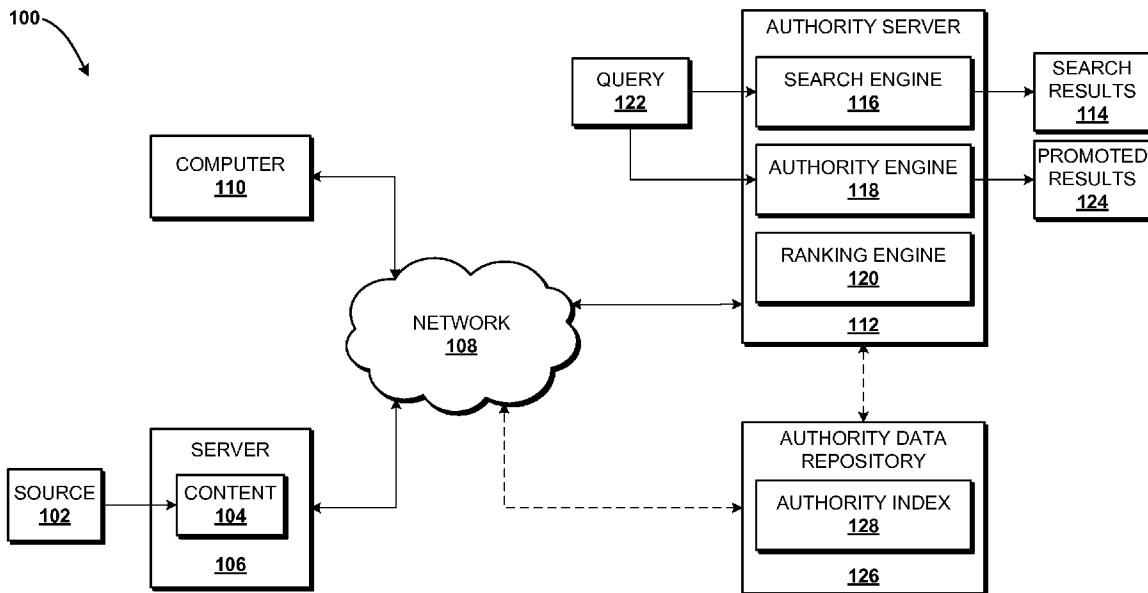 100
AUTHORITY SERVER
QUERY
122
SEARCH ENGINE
116
SEARCH
RESULTS
114
COMPUTER
110
AUTHORITY ENGINE
118
PROMOTED
RESULTS
124
RANKING ENGINE
120
112
NETWORK
108
SERVER
SOURCE
102
CONTENT
104
106
AUTHORITY DATA
REPOSITORY
AUTHORITY INDEX
128
126